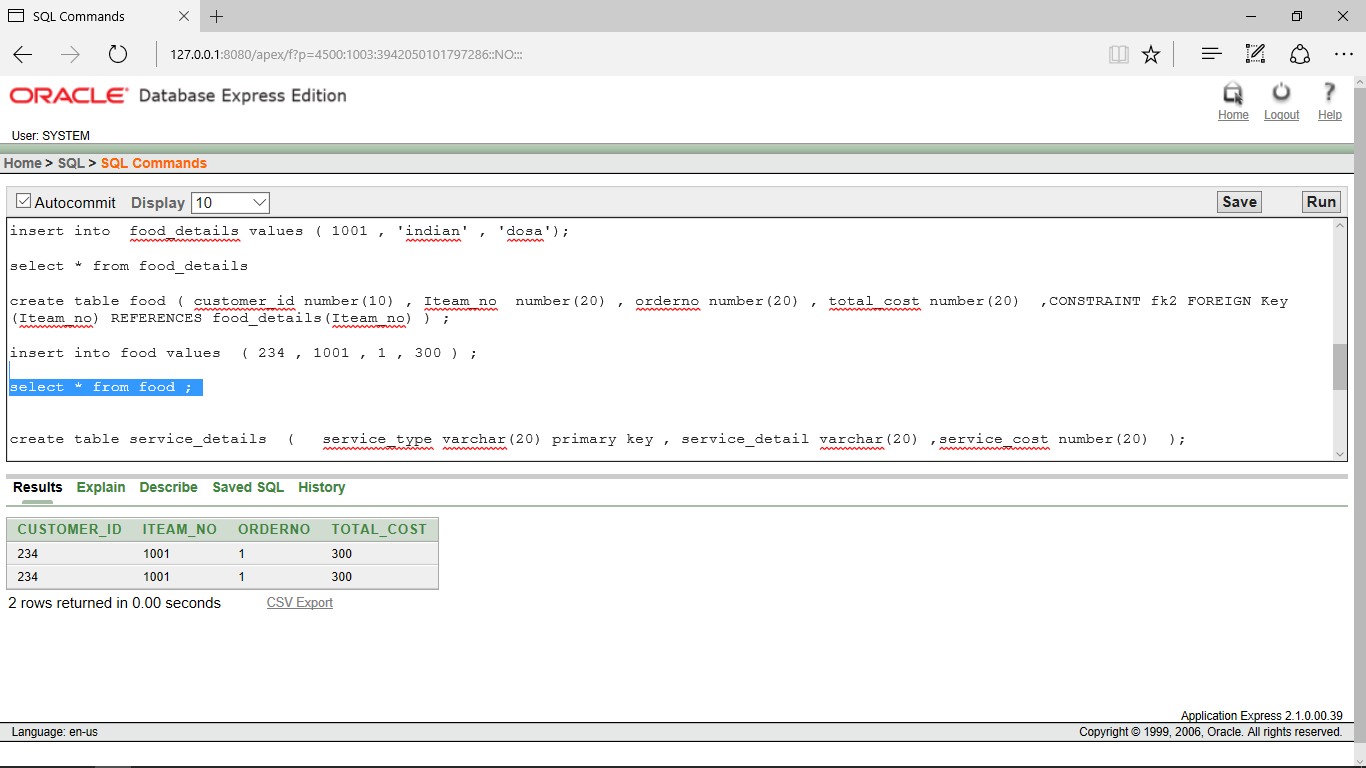 SQL Commands
127.0.0.1:8080/apex/f?p=4500:1003:3942050101797286::NO:::
ORACLE Database Express Edition
Home Logout Help
User: SYSTEM
Home > SQL > SQL Commands
Autocommit Display 10 Save Run
insert into food_details values ( 1001 , 'indian' , 'dosa');
select * from food_details
create table food ( customer_id number(10) , Iteam_no number(20) , orderno number(20) , total_cost number(20) ,CONSTRAINT fk2 FOREIGN Key
(Iteam_no) REFERENCES food_details(Iteam_no) ) ;
insert into food values ( 234 , 1001 , 1 , 300 ) ;
select * from food ;
create table service_details ( service_type varchar(20) primary key , service_detail varchar(20) ,service_cost number(20) );
Results Explain Describe Saved SQL History
CUSTOMER_ID ITEAM_NO ORDERNO TOTAL_COST
234 1001 1 300
234 1001 1 300
2 rows returned in 0.00 seconds CSV Export
Application Express 2.1.0.00.39
Language: en-us Copyright © 1999, 2006, Oracle. All rights reserved.